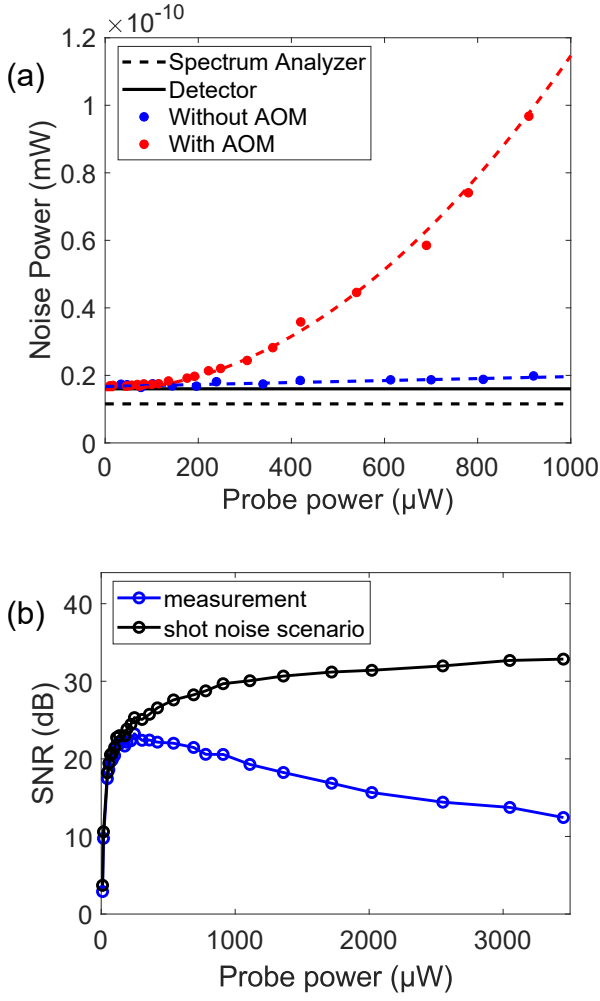 ×10⁻¹⁰
(a)
1.2
1
0.8
0.6
0.4
0.2
0
Noise Power (mW)
Spectrum Analyzer
Detector
Without AOM
With AOM
0 200 400 600 800 1000
Probe power (µW)
(b)
40
30
20
10
0
SNR (dB)
measurement
shot noise scenario
0 1000 2000 3000
Probe power (µW)